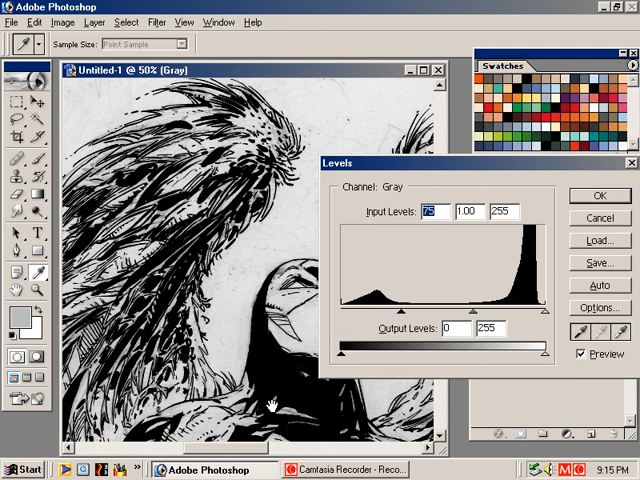 Adobe Photoshop
File Edit Image Layer Select Filter View Window Help
Sample Size: Point Sample
Untitled-1 @ 50% (Gray)
Swatches
Levels
Channel: Gray
Input Levels: 75 1.00 255
Output Levels: 0 255
OK
Cancel
Load...
Save...
Auto
Options...
Preview
T
Start
Adobe Photoshop
Camtasia Recorder - Reco...
9:15 PM